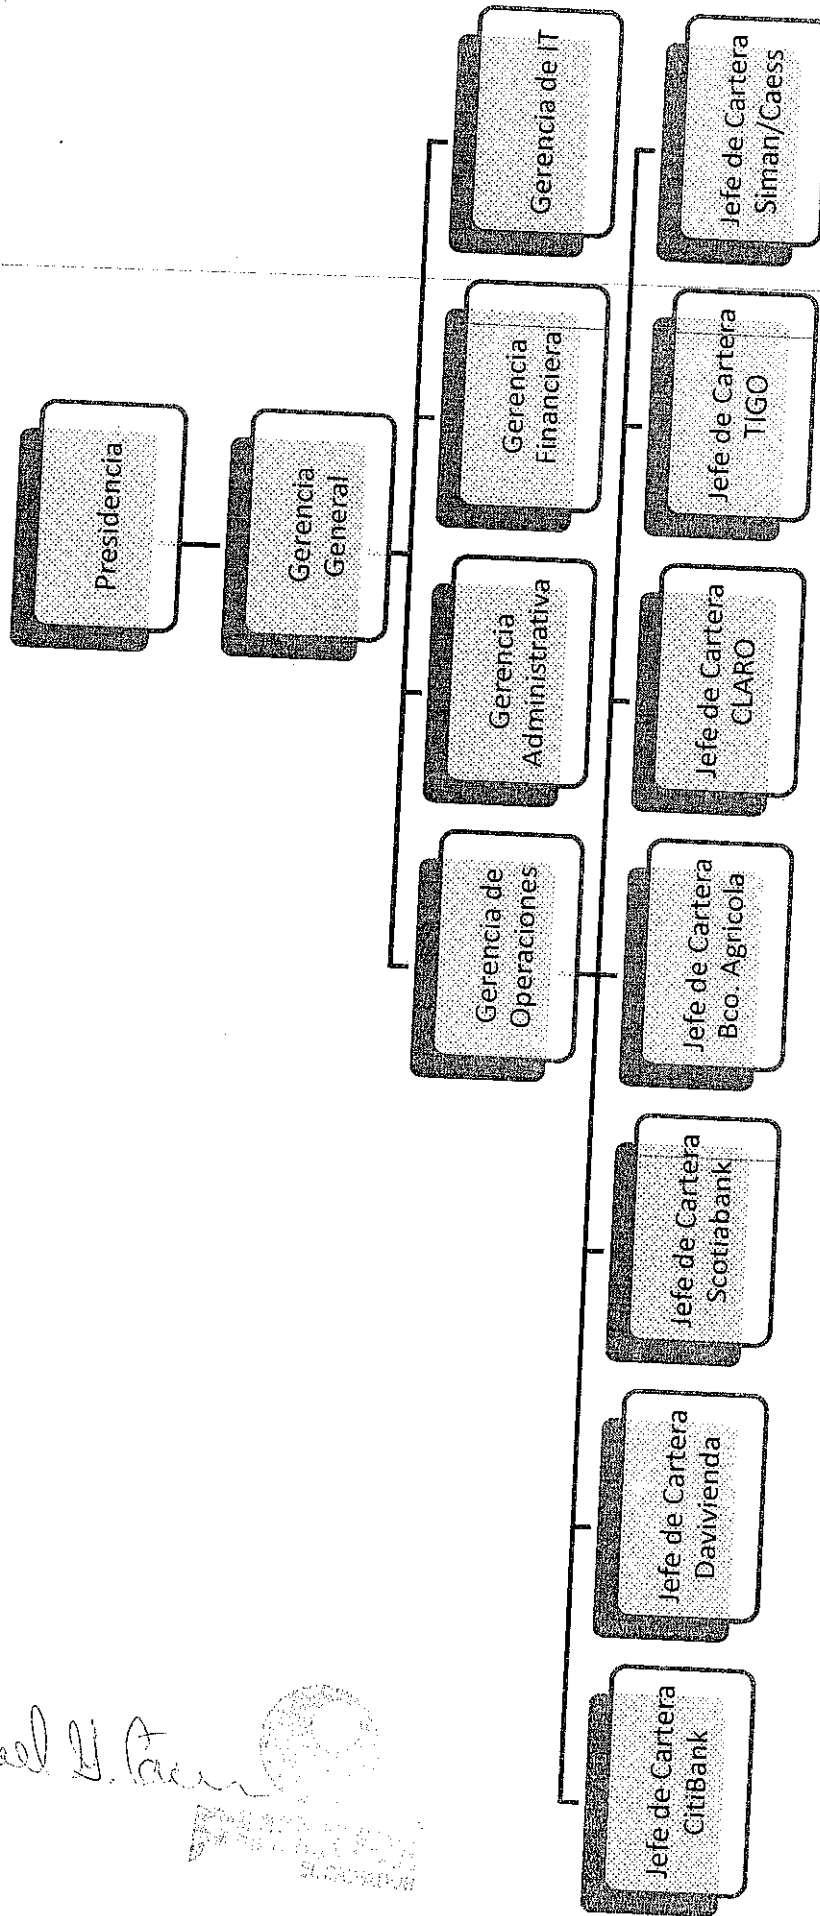 Presidencia
Gerencia
General
Gerencia de
Operaciones
Gerencia
Administrativa
Gerencia
Financiera
Gerencia de IT
Jefe de Cartera
CitiBank
Jefe de Cartera
Davivienda
Jefe de Cartera
Scotiabank
Jefe de Cartera
Bco. Agricola
Jefe de Cartera
CLARO
Jefe de Cartera
TIGO
Jefe de Cartera
Siman/Caess